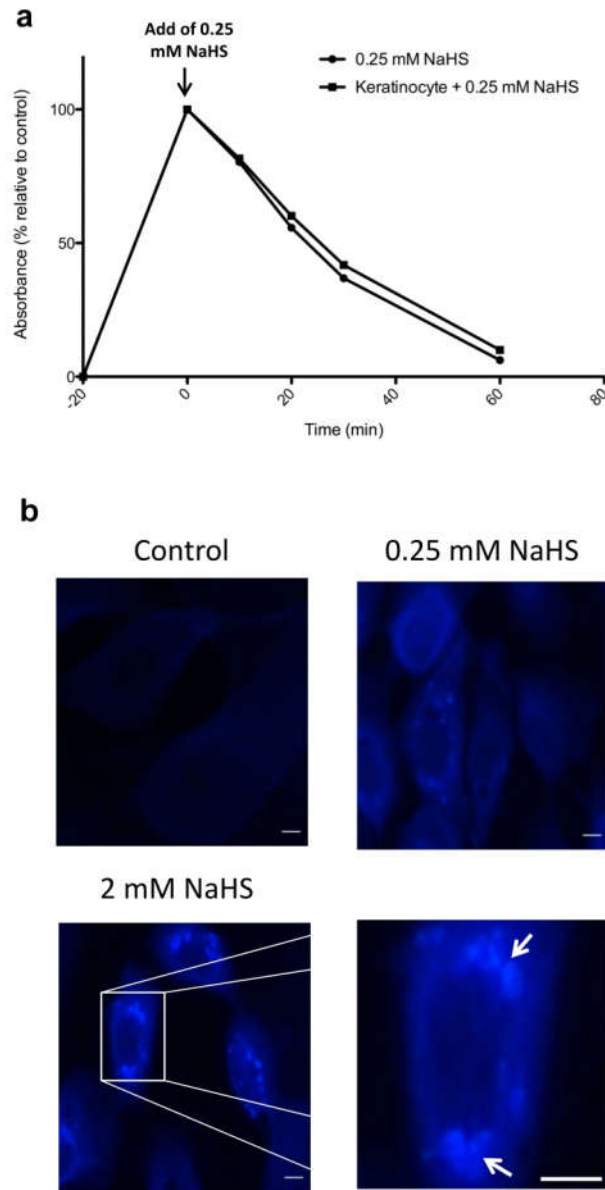 a
Add of 0.25
mM NaHS
0.25 mM NaHS
Keratinocyte + 0.25 mM NaHS
Absorbance (% relative to control)
100
50
0
-20
0
20
40
60
80
Time (min)
b
Control
0.25 mM NaHS
2 mM NaHS